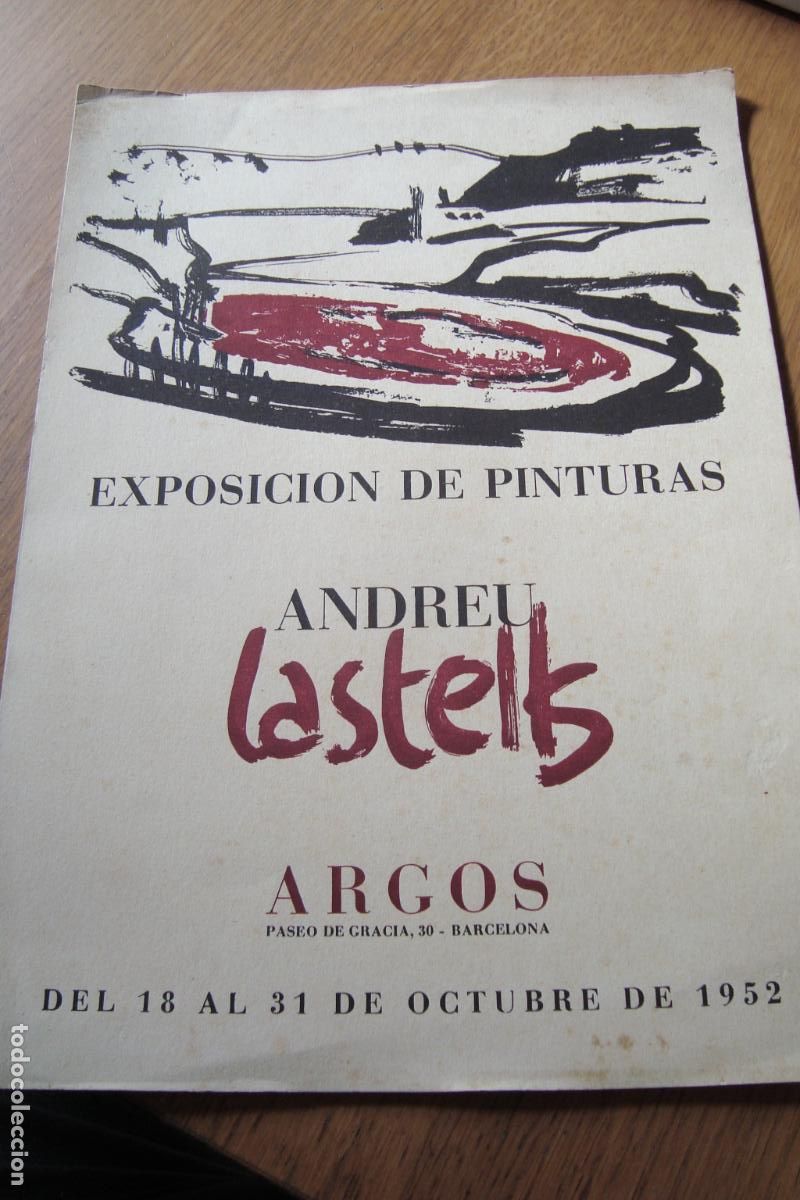 EXPOSICION DE PINTURAS
ANDREU
Castells
ARGOS
PASEO DE GRACIA, 30 - BARCELONA
DEL 18 AL 31 DE OCTUBRE DE 1952
todocoleccion